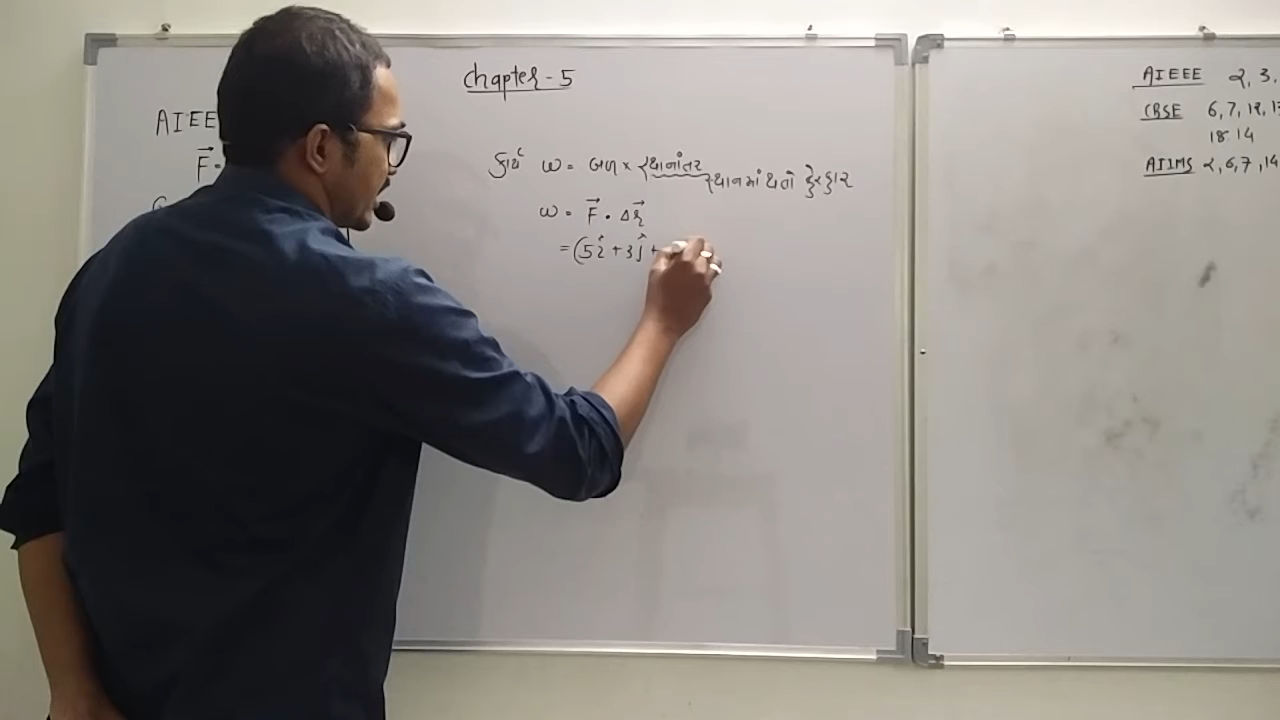 Chapter - 5
AIEE
F⃗ =
કાર્ય W = બળ × સ્થાનાંતર
સ્થાનમાં થતો ફેરફાર
W = F⃗ · Δr⃗
= (5î + 3ĵ +
AIEEE 2, 3,
CBSE 6, 7, 12, 13
18. 14
AIIMS 2, 6, 7, 14